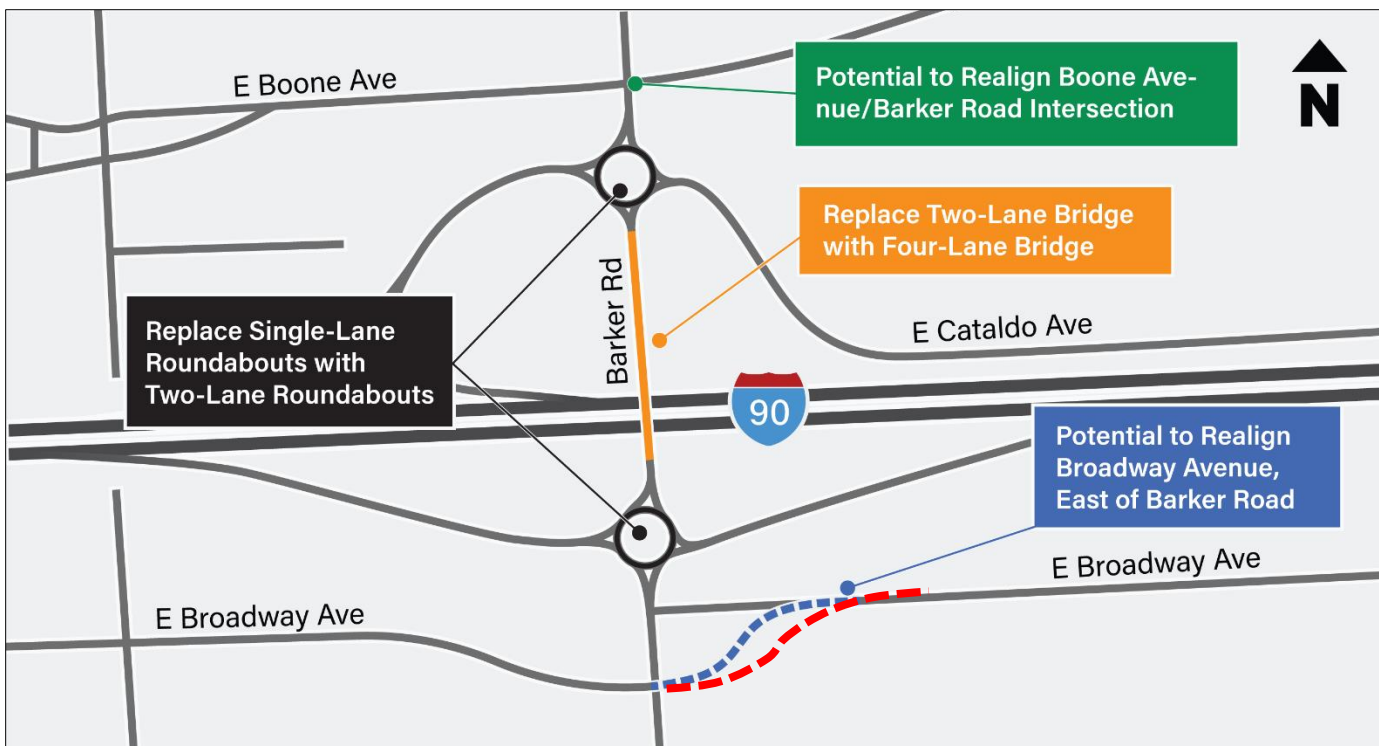 E Boone Ave
Potential to Realign Boone Ave-
nue/Barker Road Intersection
N
Replace Two-Lane Bridge
with Four-Lane Bridge
Barker Rd
Replace Single-Lane
Roundabouts with
Two-Lane Roundabouts
E Cataldo Ave
90
Potential to Realign
Broadway Avenue,
East of Barker Road
E Broadway Ave
E Broadway Ave